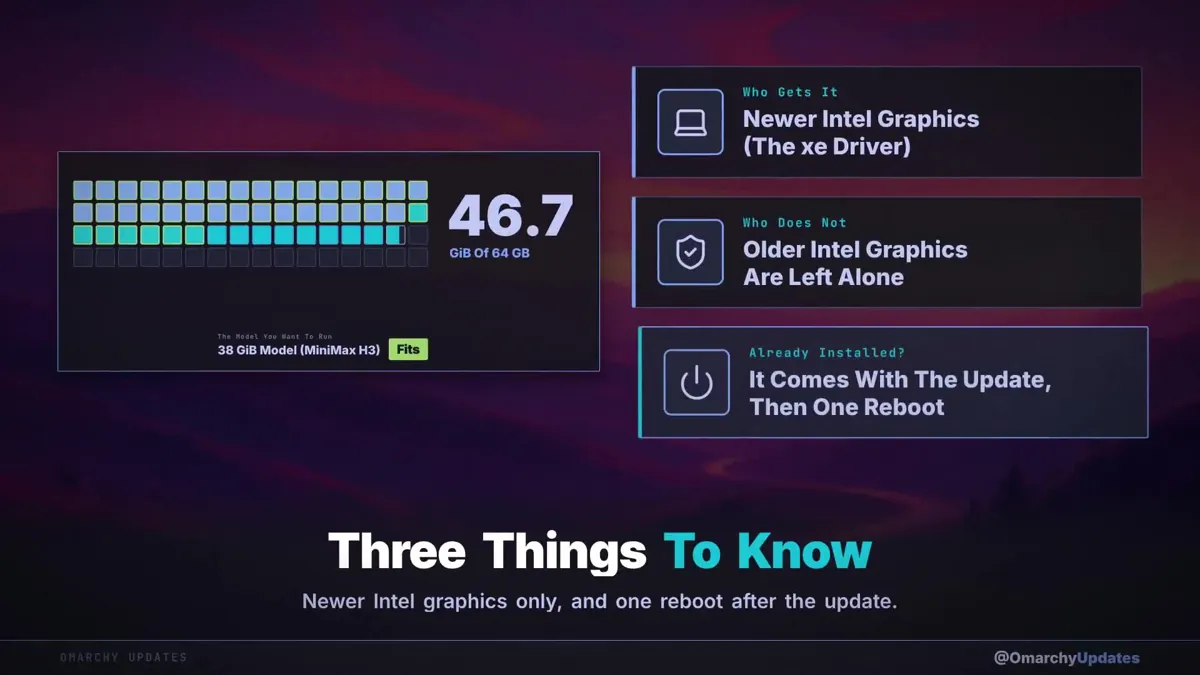 46.7
GiB Of 64 GB
The Model You Want To Run
38 GiB Model (MiniMax H3)
Fits
Who Gets It
Newer Intel Graphics
(The xe Driver)
Who Does Not
Older Intel Graphics
Are Left Alone
Already Installed?
It Comes With The Update,
Then One Reboot
Three Things To Know
Newer Intel graphics only, and one reboot after the update.
OMARCHY UPDATES
@OmarchyUpdates